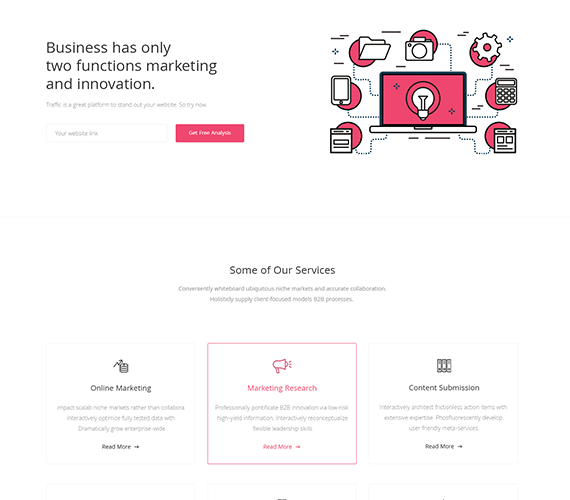 Business has only
two functions marketing
and innovation.
Traffic is a great platform to stand out your website. So try now.
Your website link
Get Free Analysis
Some of Our Services
Conveniently whiteboard ubiquitous niche markets and accurate collaboration.
Holisticly supply client-focused models B2B processes.
Online Marketing
Impact scalab niche markets rather than collabora
interactively optimize fully tested data with
Dramatically grow enterprise-wide
Read More →
Marketing Research
Professionally pontificate B2B innovation via low-risk
high-yield information. Interactively reconceptualize
flexible leadership skills
Read More →
Content Submission
Interactively architect frictionless action items with
extensive expertise. Phosfluorescently develop
user friendly meta-services.
Read More →